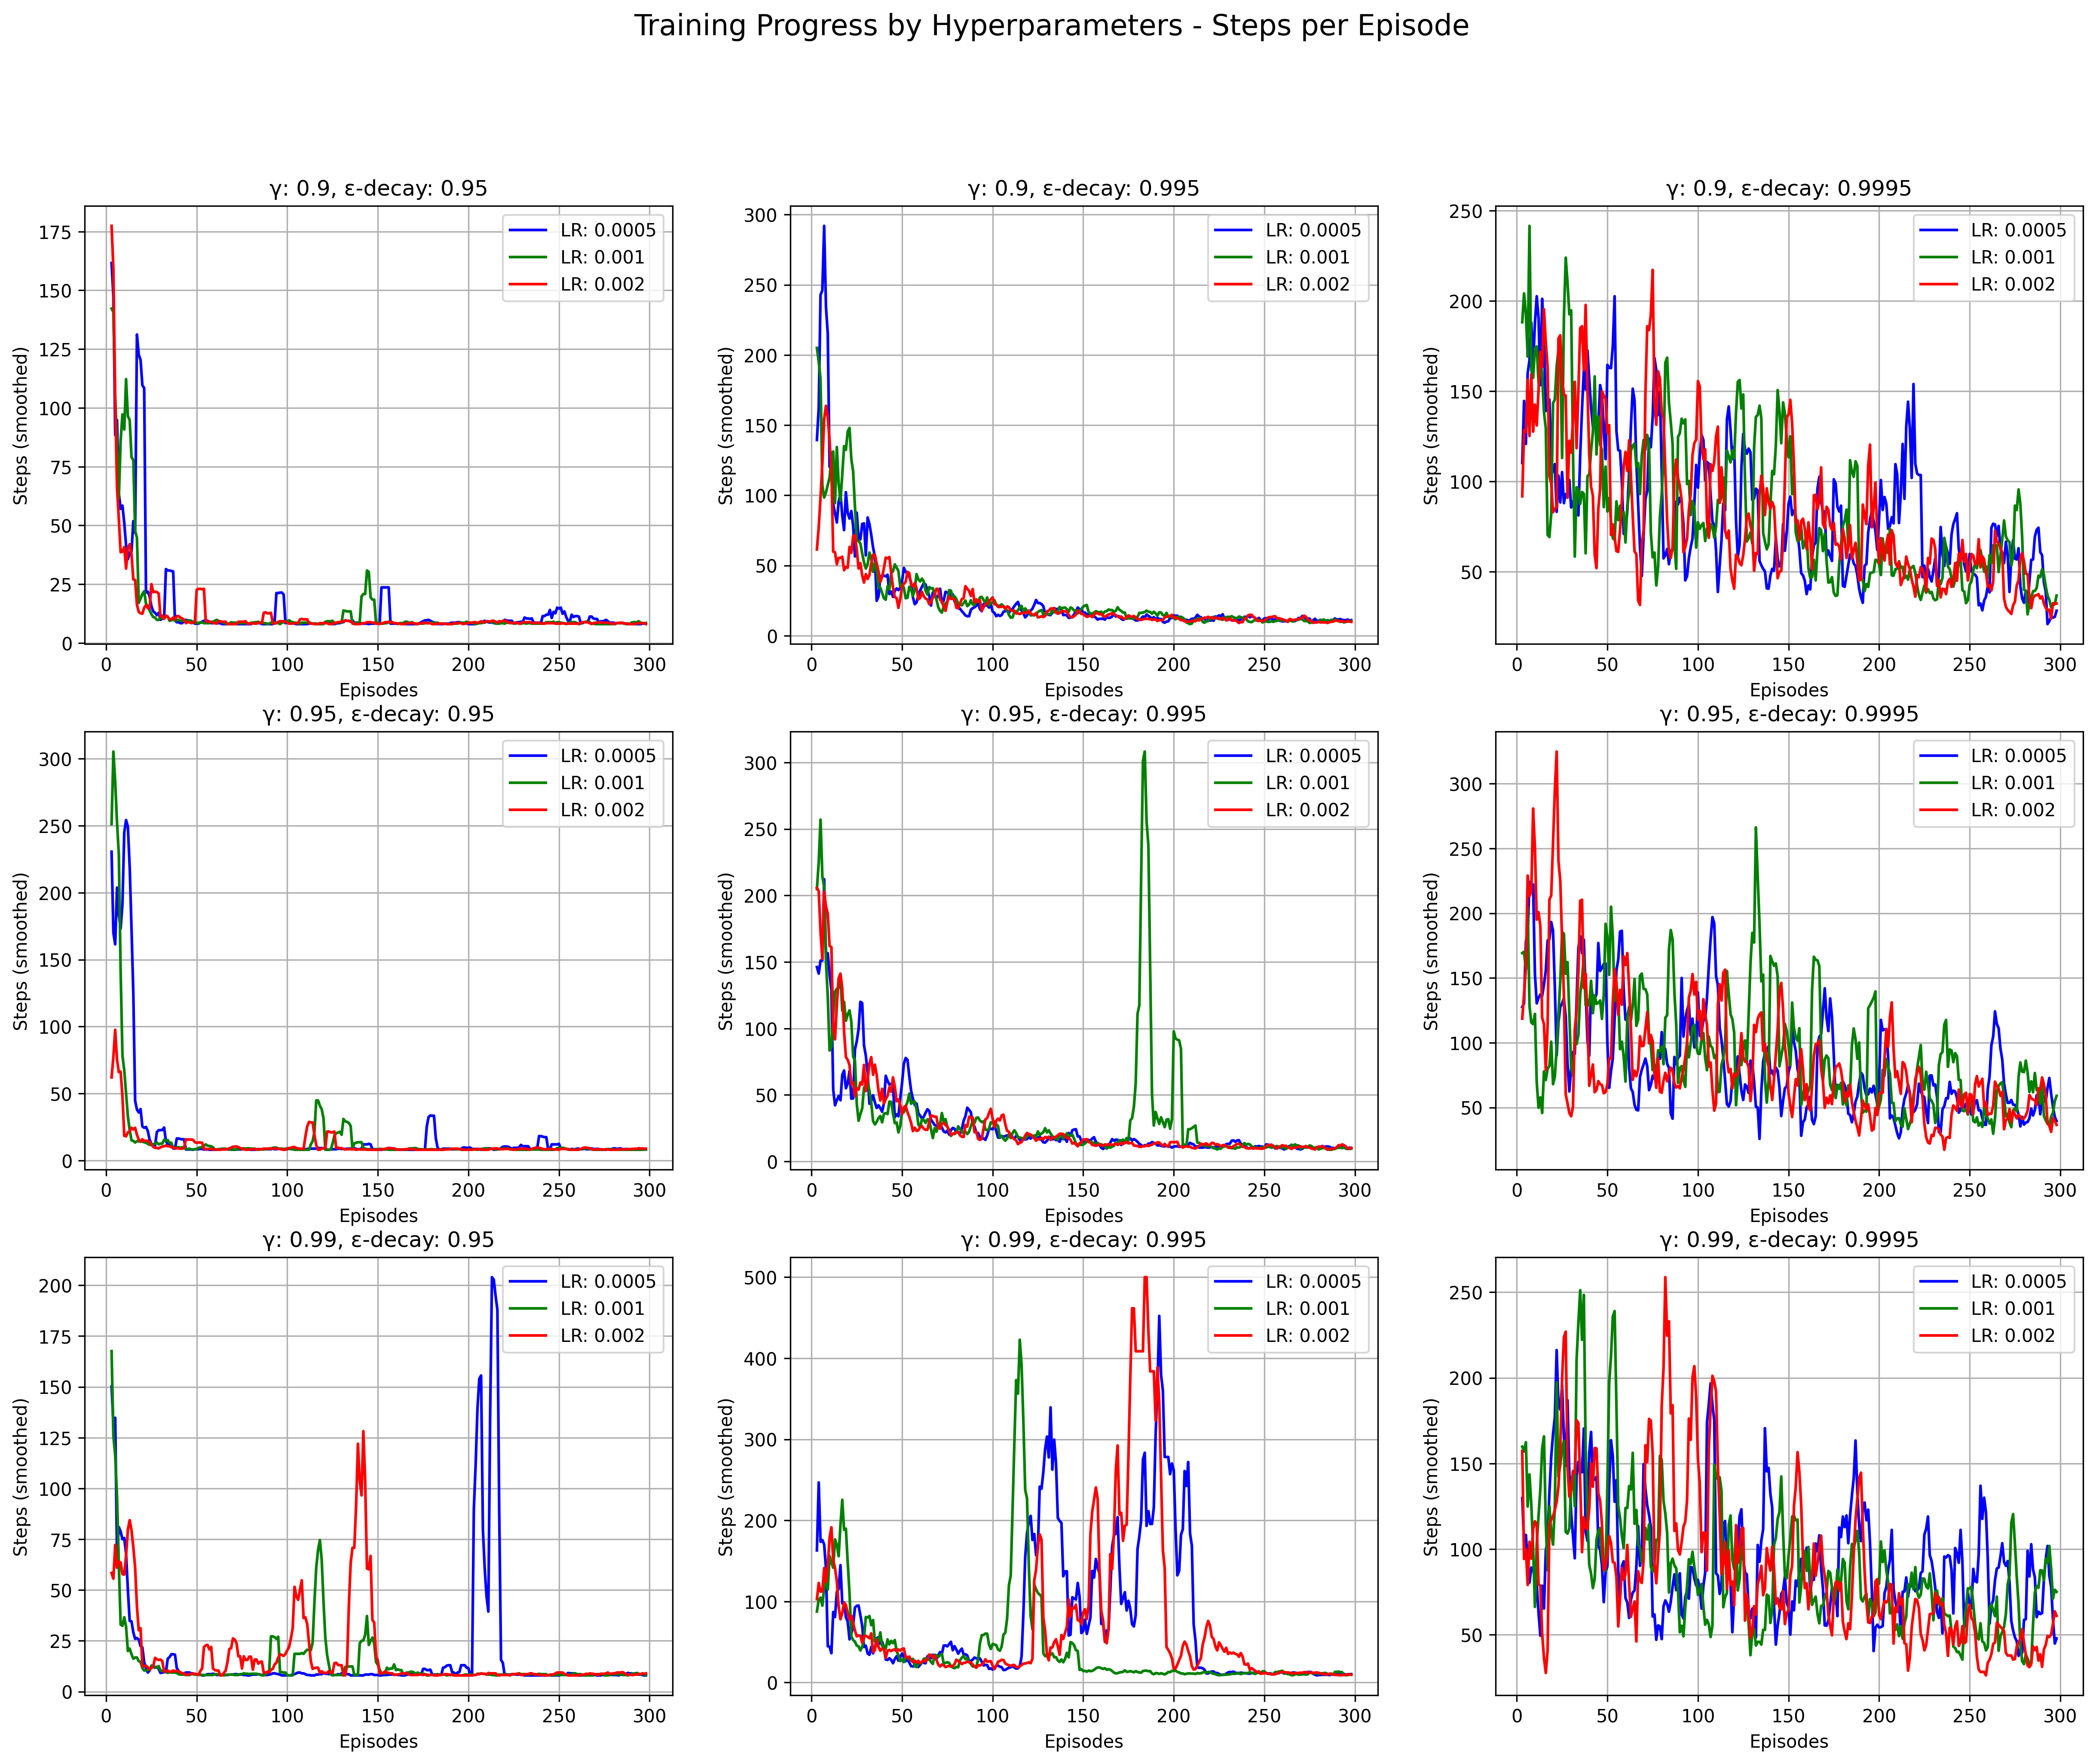 Training Progress by Hyperparameters - Steps per Episode
γ: 0.9, ε-decay: 0.95
Steps (smoothed)
175
150
125
100
75
50
25
0
0 50 100 150 200 250 300
Episodes
LR: 0.0005
LR: 0.001
LR: 0.002
γ: 0.9, ε-decay: 0.995
Steps (smoothed)
300
250
200
150
100
50
0
0 50 100 150 200 250 300
Episodes
LR: 0.0005
LR: 0.001
LR: 0.002
γ: 0.9, ε-decay: 0.9995
Steps (smoothed)
250
200
150
100
50
0 50 100 150 200 250 300
Episodes
LR: 0.0005
LR: 0.001
LR: 0.002
γ: 0.95, ε-decay: 0.95
Steps (smoothed)
300
250
200
150
100
50
0
0 50 100 150 200 250 300
Episodes
LR: 0.0005
LR: 0.001
LR: 0.002
γ: 0.95, ε-decay: 0.995
Steps (smoothed)
300
250
200
150
100
50
0
0 50 100 150 200 250 300
Episodes
LR: 0.0005
LR: 0.001
LR: 0.002
γ: 0.95, ε-decay: 0.9995
Steps (smoothed)
300
250
200
150
100
50
0 50 100 150 200 250 300
Episodes
LR: 0.0005
LR: 0.001
LR: 0.002
γ: 0.99, ε-decay: 0.95
Steps (smoothed)
200
175
150
125
100
75
50
25
0
0 50 100 150 200 250 300
Episodes
LR: 0.0005
LR: 0.001
LR: 0.002
γ: 0.99, ε-decay: 0.995
Steps (smoothed)
500
400
300
200
100
0
0 50 100 150 200 250 300
Episodes
LR: 0.0005
LR: 0.001
LR: 0.002
γ: 0.99, ε-decay: 0.9995
Steps (smoothed)
250
200
150
100
50
0 50 100 150 200 250 300
Episodes
LR: 0.0005
LR: 0.001
LR: 0.002